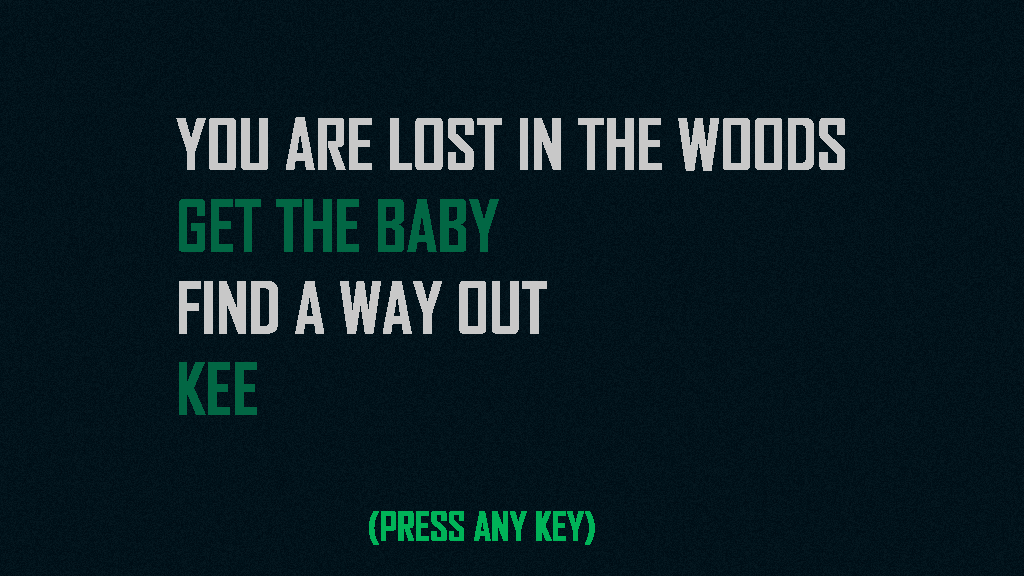 YOU ARE LOST IN THE WOODS
GET THE BABY
FIND A WAY OUT
KEE
(PRESS ANY KEY)